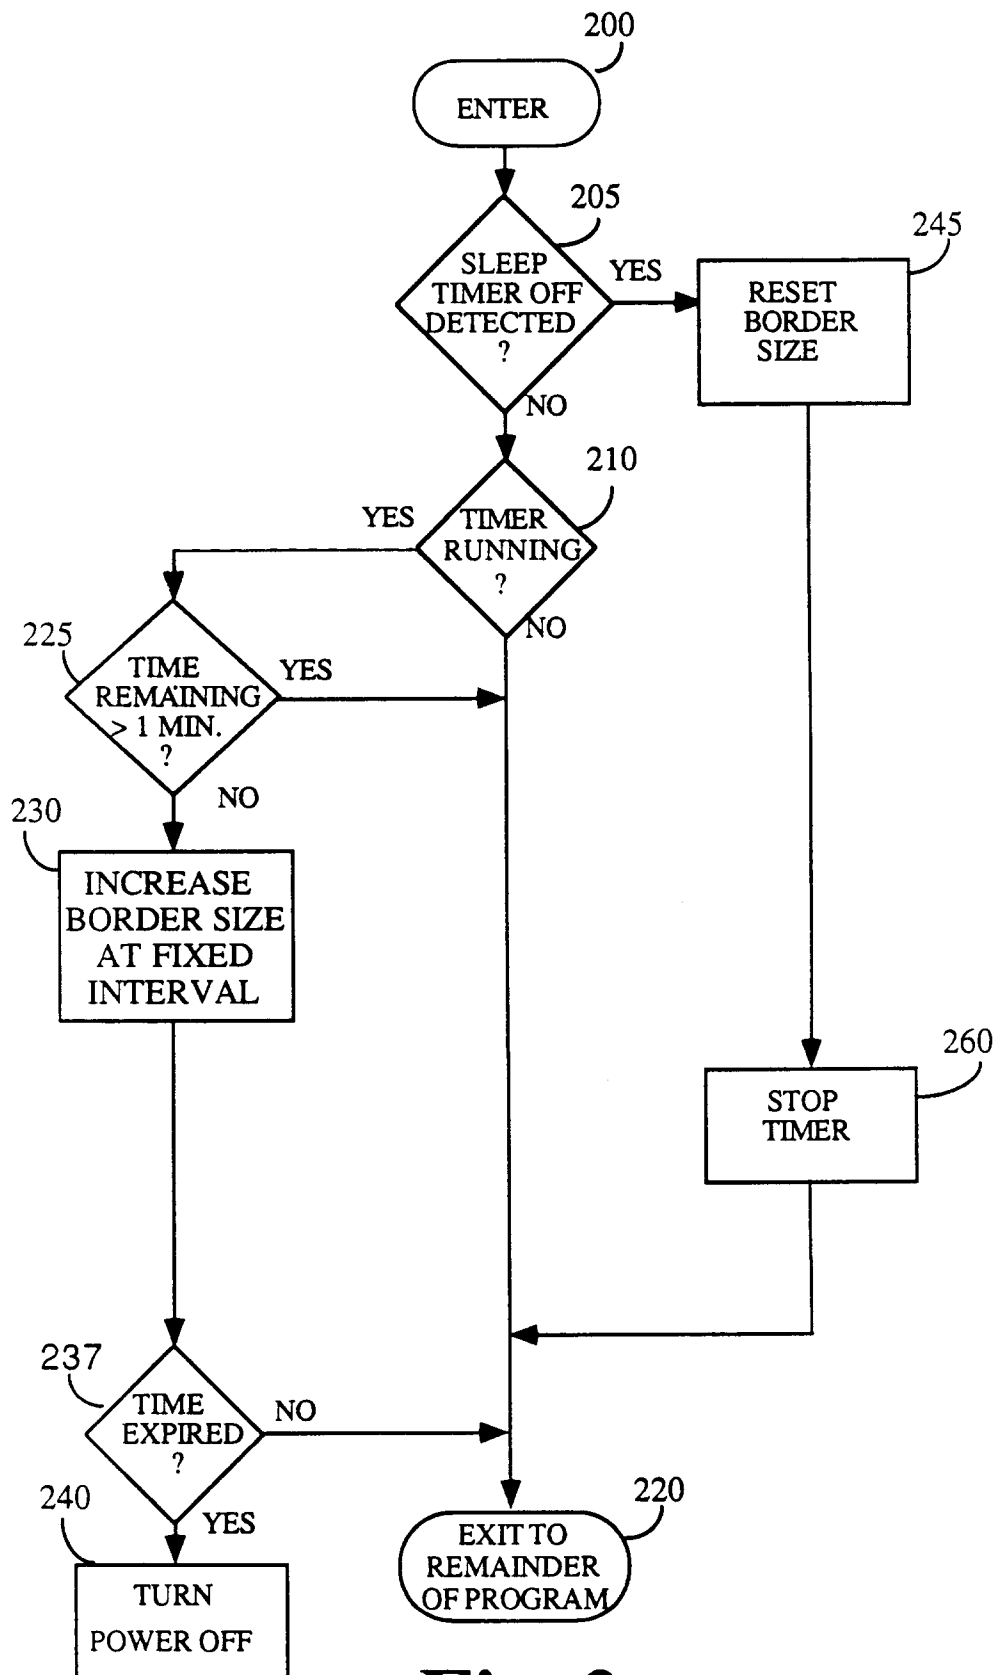 200
ENTER
205
SLEEP
TIMER OFF
DETECTED
?
YES
NO
245
RESET
BORDER
SIZE
210
TIMER
RUNNING
?
YES
NO
225
TIME
REMAINING
> 1 MIN.
?
YES
NO
230
INCREASE
BORDER SIZE
AT FIXED
INTERVAL
260
STOP
TIMER
237
TIME
EXPIRED
?
NO
YES
240
TURN
POWER OFF
220
EXIT TO
REMAINDER
OF PROGRAM